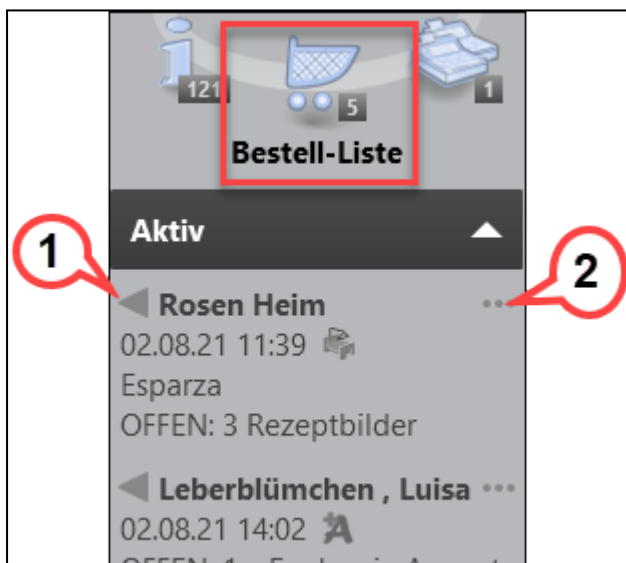 121
5
1
Bestell-Liste
Aktiv
1
Rosen Heim
2
02.08.21 11:39
Esparza
OFFEN: 3 Rezeptbilder
Leberblümchen , Luisa
02.08.21 14:02